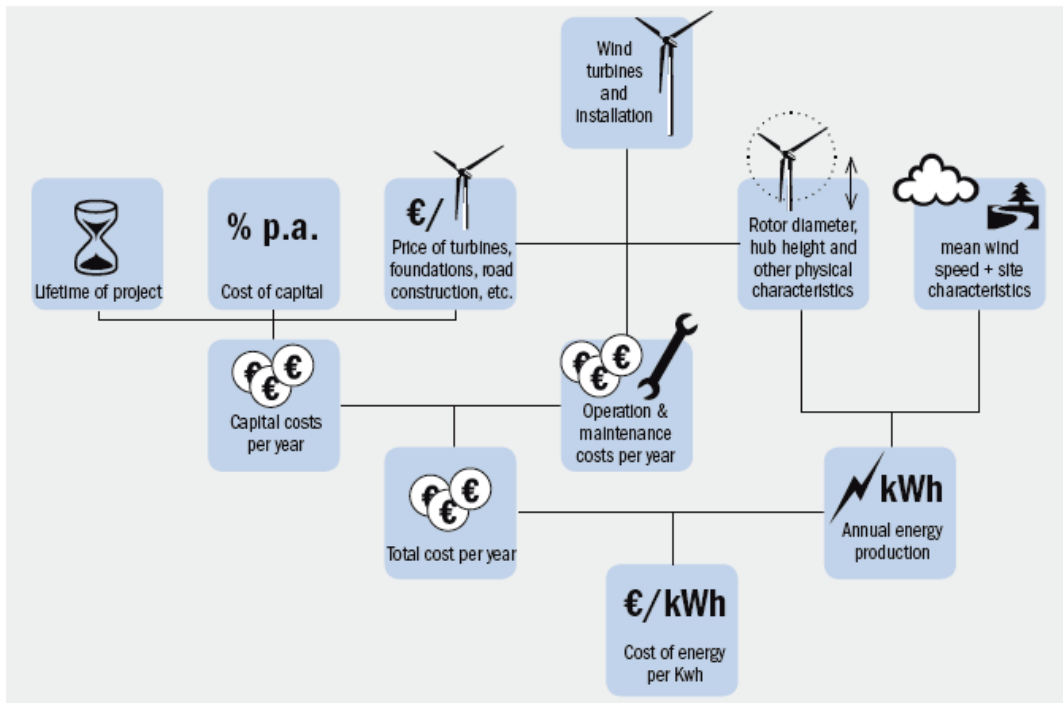 Wind
turbines
and
installation
Lifetime of project
% p.a.
Cost of capital
€/
Price of turbines,
foundations, road
construction, etc.
Rotor diameter,
hub height and
other physical
characteristics
mean wind
speed + site
characteristics
€ € €
Capital costs
per year
€ € €
Operation &
maintenance
costs per year
€ € €
Total cost per year
kWh
Annual energy
production
€/kWh
Cost of energy
per Kwh